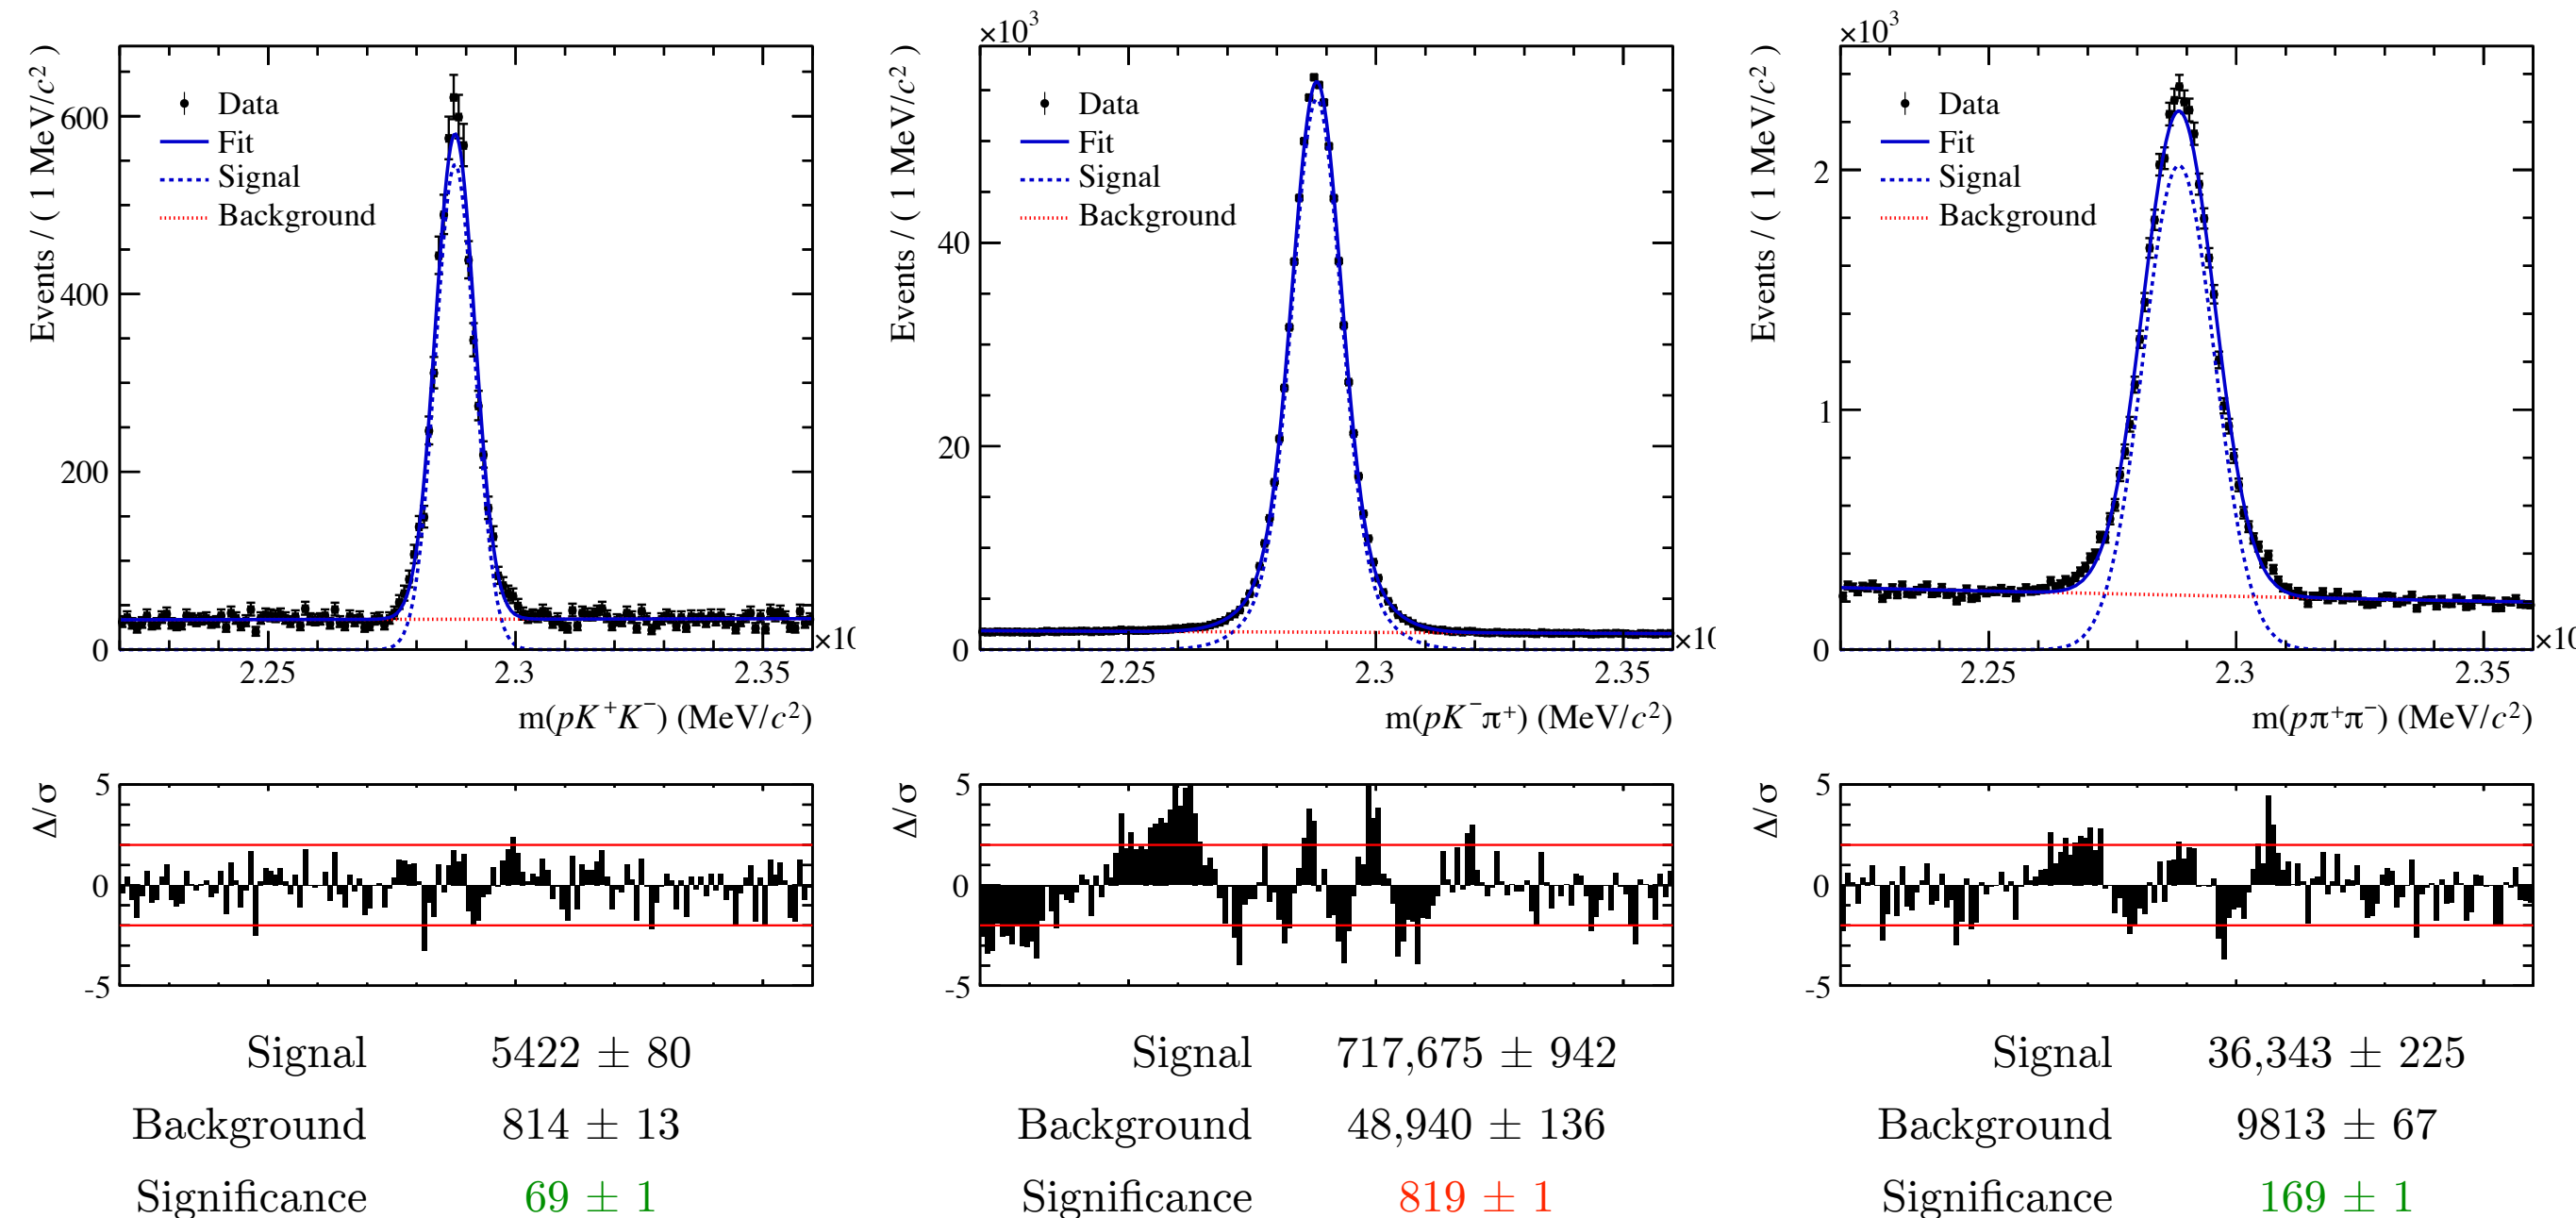 Events / ( 1 MeV/c² )
Data
Fit
Signal
Background
600
400
200
0
2.25
2.3
2.35
m(pK⁺K⁻) (MeV/c²)
Δ/σ
5
0
-5
Signal 5422 ± 80
Background 814 ± 13
Significance 69 ± 1
×10³
Events / ( 1 MeV/c² )
Data
Fit
Signal
Background
40
20
0
2.25
2.3
2.35
m(pK⁻π⁺) (MeV/c²)
Δ/σ
5
0
-5
Signal 717,675 ± 942
Background 48,940 ± 136
Significance 819 ± 1
×10³
Events / ( 1 MeV/c² )
Data
Fit
Signal
Background
2
1
0
2.25
2.3
2.35
m(pπ⁺π⁻) (MeV/c²)
Δ/σ
5
0
-5
Signal 36,343 ± 225
Background 9813 ± 67
Significance 169 ± 1